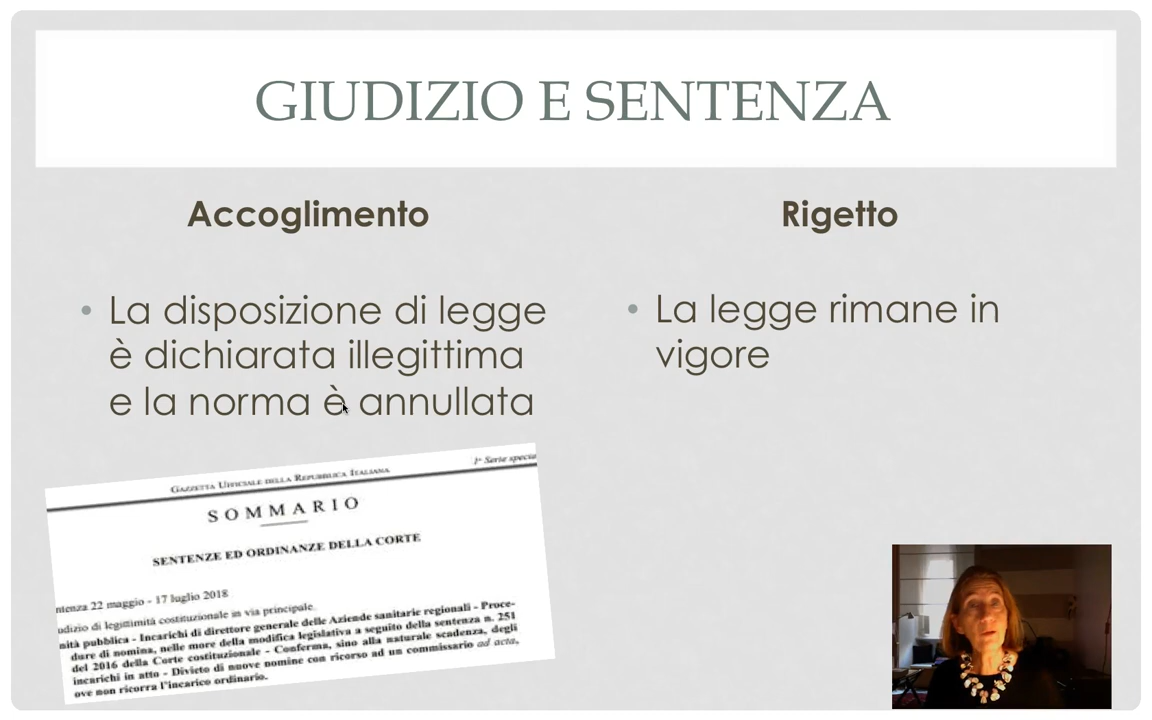 GIUDIZIO E SENTENZA
Accoglimento
• La disposizione di legge
è dichiarata illegittima
e la norma è annullata
Rigetto
• La legge rimane in
vigore
1ª Serie specia
GAZZETTA UFFICIALE DELLA REPUBBLICA ITALIANA
SOMMARIO
SENTENZE ED ORDINANZE DELLA CORTE
ntenza 22 maggio - 17 luglio 2018
udizio di legittimità costituzionale in via principale.
nità pubblica - Incarichi di direttore generale delle Aziende sanitarie regionali - Proce-
dure di nomina, nelle more della modifica legislativa a seguito della sentenza n. 251
del 2016 della Corte costituzionale - Conferma, sino alla naturale scadenza, degli
incarichi in atto - Divieto di nuove nomine con ricorso ad un commissario ad acta,
ove non ricorra l'incarico ordinario.